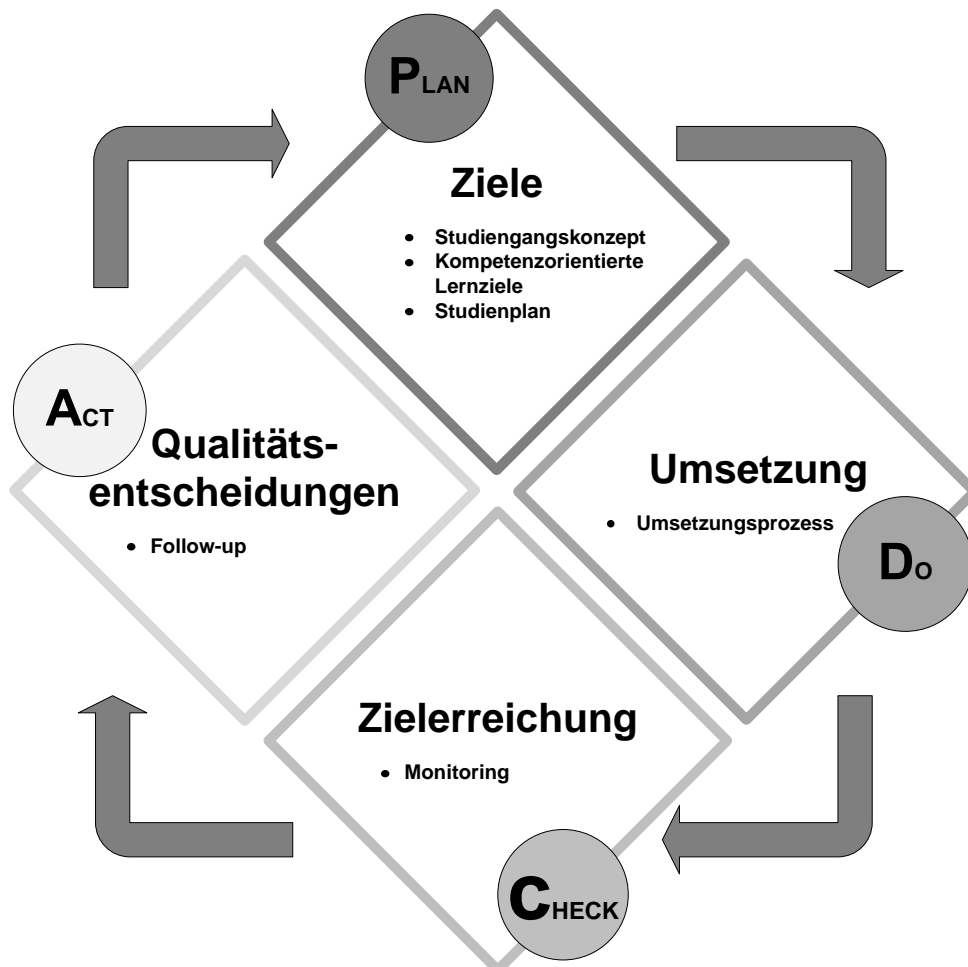 PLAN
Ziele
• Studiengangskonzept
• Kompetenzorientierte
Lernziele
• Studienplan
ACT
Qualitäts-
entscheidungen
• Follow-up
Umsetzung
• Umsetzungsprozess
DO
Zielerreichung
• Monitoring
CHECK